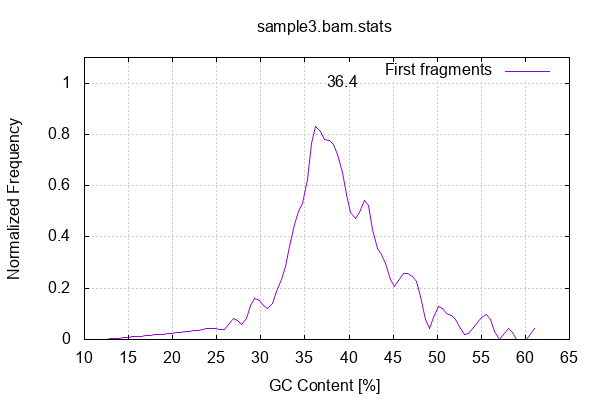 sample3.bam.stats
First fragments
36.4
Normalized Frequency
1
0.8
0.6
0.4
0.2
0
10 15 20 25 30 35 40 45 50 55 60 65
GC Content [%]